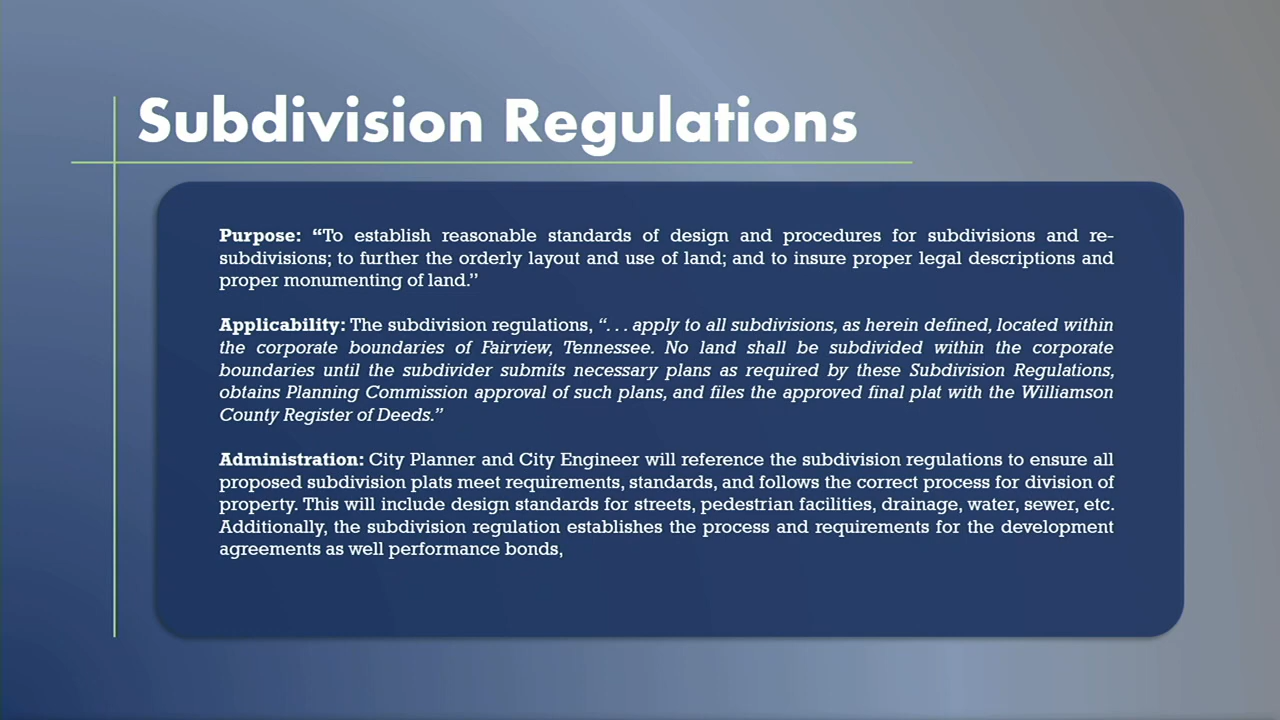 Subdivision Regulations
Purpose: “To establish reasonable standards of design and procedures for subdivisions and re-
subdivisions; to further the orderly layout and use of land; and to insure proper legal descriptions and
proper monumenting of land.”
Applicability: The subdivision regulations, “. . . apply to all subdivisions, as herein defined, located within
the corporate boundaries of Fairview, Tennessee. No land shall be subdivided within the corporate
boundaries until the subdivider submits necessary plans as required by these Subdivision Regulations,
obtains Planning Commission approval of such plans, and files the approved final plat with the Williamson
County Register of Deeds.”
Administration: City Planner and City Engineer will reference the subdivision regulations to ensure all
proposed subdivision plats meet requirements, standards, and follows the correct process for division of
property. This will include design standards for streets, pedestrian facilities, drainage, water, sewer, etc.
Additionally, the subdivision regulation establishes the process and requirements for the development
agreements as well performance bonds,